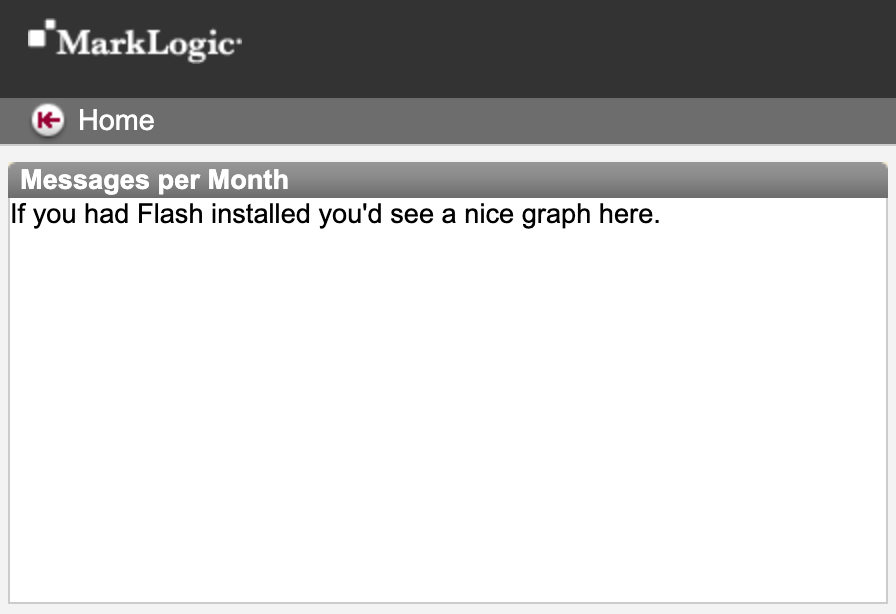 MarkLogic
Home
Messages per Month
If you had Flash installed you'd see a nice graph here.